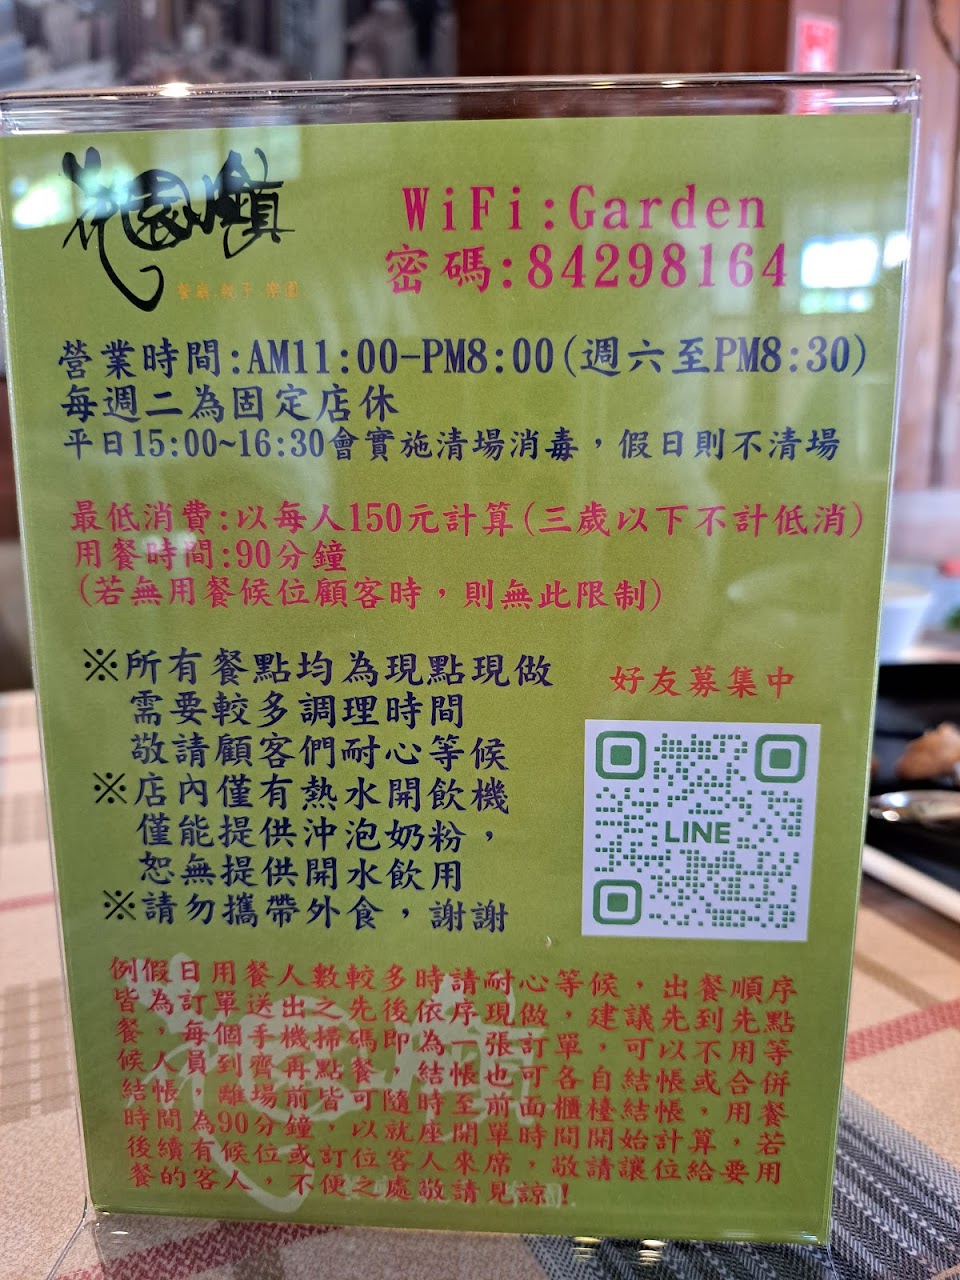 花園小鎮
餐廳.親子.樂園
WiFi:Garden
密碼:84298164
營業時間:AM11:00-PM8:00(週六至PM8:30)
每週二為固定店休
平日15:00~16:30會實施清場消毒，假日則不清場
最低消費:以每人150元計算(三歲以下不計低消)
用餐時間:90分鐘
(若無用餐候位顧客時，則無此限制)
※所有餐點均為現點現做
需要較多調理時間
敬請顧客們耐心等候
※店內僅有熱水開飲機
僅能提供沖泡奶粉，
恕無提供開水飲用
※請勿攜帶外食，謝謝
好友募集中
LINE
例假日用餐人數較多時請耐心等候，出餐順序
皆為訂單送出之先後依序現做，建議先到先點
餐，每個手機掃碼即為一張訂單，可以不用等
候人員到齊再點餐，結帳也可各自結帳或合併
結帳，離場前皆可隨時至前面櫃檯結帳，用餐
時間為90分鐘，以就座開單時間開始計算，若
後續有候位或訂位客人來席，敬請讓位給要用
餐的客人，不便之處敬請見諒!